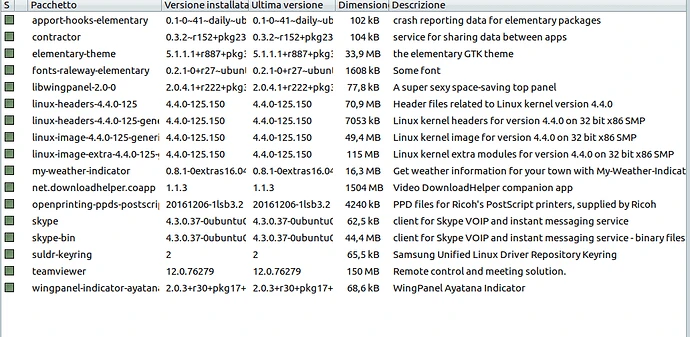 S Pacchetto Versione installata Ultima versione Dimensione Descrizione
apport-hooks-elementary 0.1-0~41~daily~ub 0.1-0~41~daily~ub 102 kB crash reporting data for elementary packages
contractor 0.3.2~r152+pkg23 0.3.2~r152+pkg23 104 kB service for sharing data between apps
elementary-theme 5.1.1.1+r887+pkg3 5.1.1.1+r887+pkg3 33,9 MB the elementary GTK theme
fonts-raleway-elementary 0.2.1-0+r27~ubun 0.2.1-0+r27~ubun 1608 kB Some font
libwingpanel-2.0-0 2.0.4.1+r222+pkg3 2.0.4.1+r222+pkg3 77,8 kB A super sexy space-saving top panel
linux-headers-4.4.0-125 4.4.0-125.150 4.4.0-125.150 70,9 MB Header files related to Linux kernel version 4.4.0
linux-headers-4.4.0-125-gene 4.4.0-125.150 4.4.0-125.150 7053 kB Linux kernel headers for version 4.4.0 on 32 bit x86 SMP
linux-image-4.4.0-125-generi 4.4.0-125.150 4.4.0-125.150 49,4 MB Linux kernel image for version 4.4.0 on 32 bit x86 SMP
linux-image-extra-4.4.0-125- 4.4.0-125.150 4.4.0-125.150 115 MB Linux kernel extra modules for version 4.4.0 on 32 bit x86 SMP
my-weather-indicator 0.8.1-0extras16.04 0.8.1-0extras16.04 16,3 MB Get weather information for your town with My-Weather-Indicat
net.downloadhelper.coapp 1.1.3 1.1.3 1504 MB Video DownloadHelper companion app
openprinting-ppds-postscrip 20161206-1lsb3.2 20161206-1lsb3.2 4240 kB PPD files for Ricoh's PostScript printers, supplied by Ricoh
skype 4.3.0.37-0ubuntu0 4.3.0.37-0ubuntu0 62,5 kB client for Skype VOIP and instant messaging service
skype-bin 4.3.0.37-0ubuntu0 4.3.0.37-0ubuntu0 44,4 MB client for Skype VOIP and instant messaging service - binary files
suldr-keyring 2 2 65,5 kB Samsung Unified Linux Driver Repository Keyring
teamviewer 12.0.76279 12.0.76279 150 MB Remote control and meeting solution.
wingpanel-indicator-ayatana 2.0.3+r30+pkg17+ 2.0.3+r30+pkg17+ 68,6 kB WingPanel Ayatana Indicator